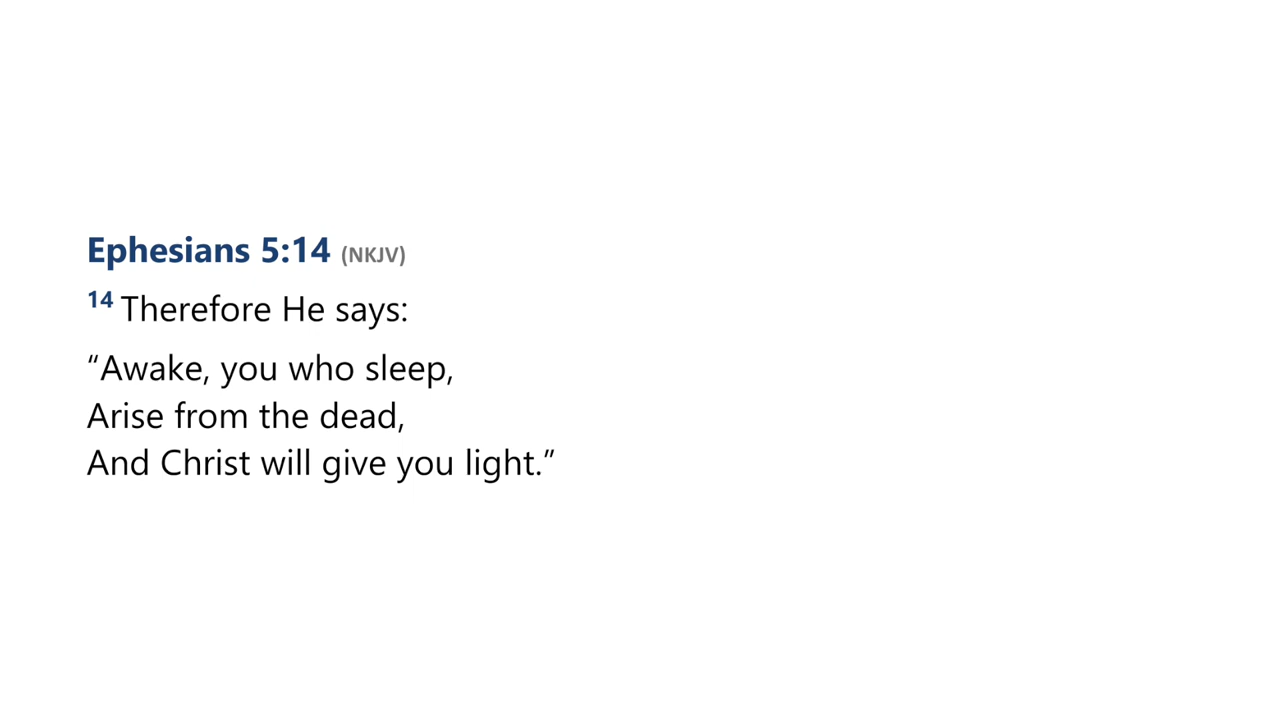 Ephesians 5:14 (NKJV)
14 Therefore He says:
“Awake, you who sleep,
Arise from the dead,
And Christ will give you light.”